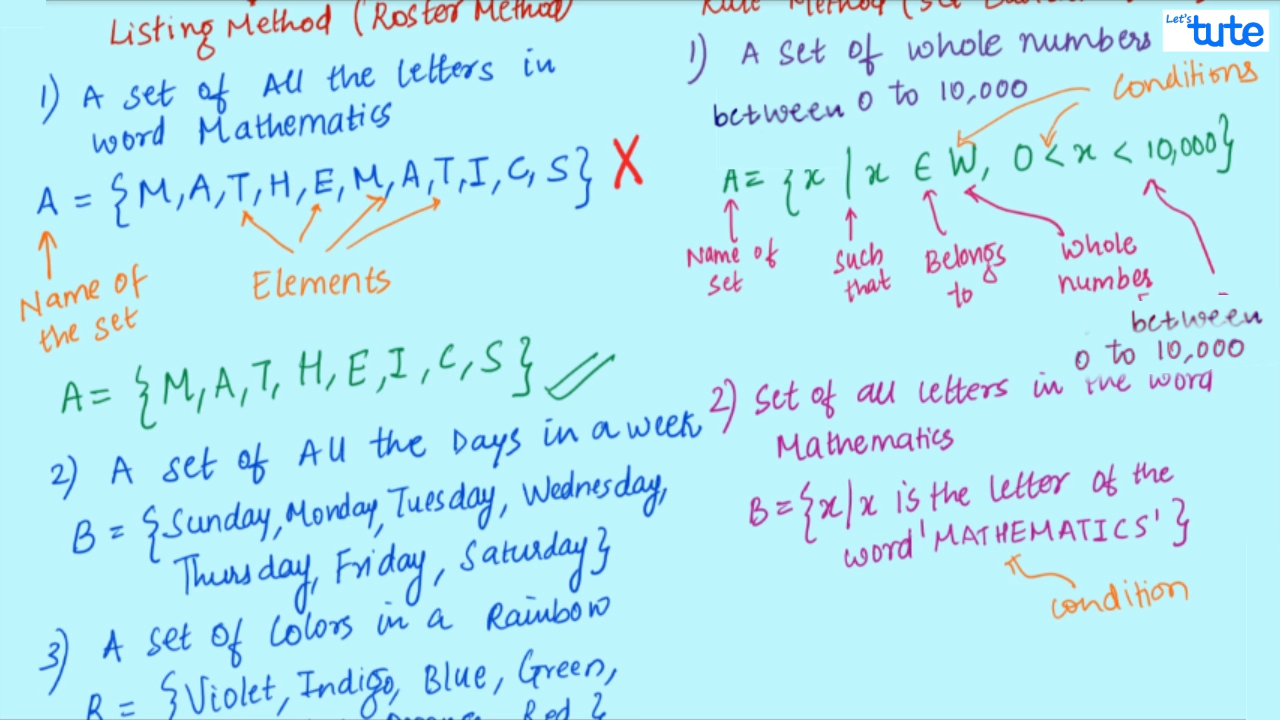 Listing Method (Roster Method
1) A set of All the letters in
word Mathematics
A = {M,A,T,H,E,M,A,T,I,C,S} X
Name of
the set
Elements
A = {M,A,T,H,E,I,C,S}
2) A set of All the Days in a week
B = {Sunday,Monday,Tuesday, Wednesday,
Thursday, Friday, Saturday}
3) A set of Colors in a Rainbow
= {Violet, Indigo, Blue, Green,
Red }
Method
Let's
tute
1) A set of whole numbers
between 0 to 10,000
conditions
A = {x | x ∈ W, 0 < x < 10,000}
Name of
set
Such
that
Belongs
to
Whole
number
between
0 to 10,000
2) Set of all letters in the word
Mathematics
B = {x/x is the letter of the
word 'MATHEMATICS' }
condition